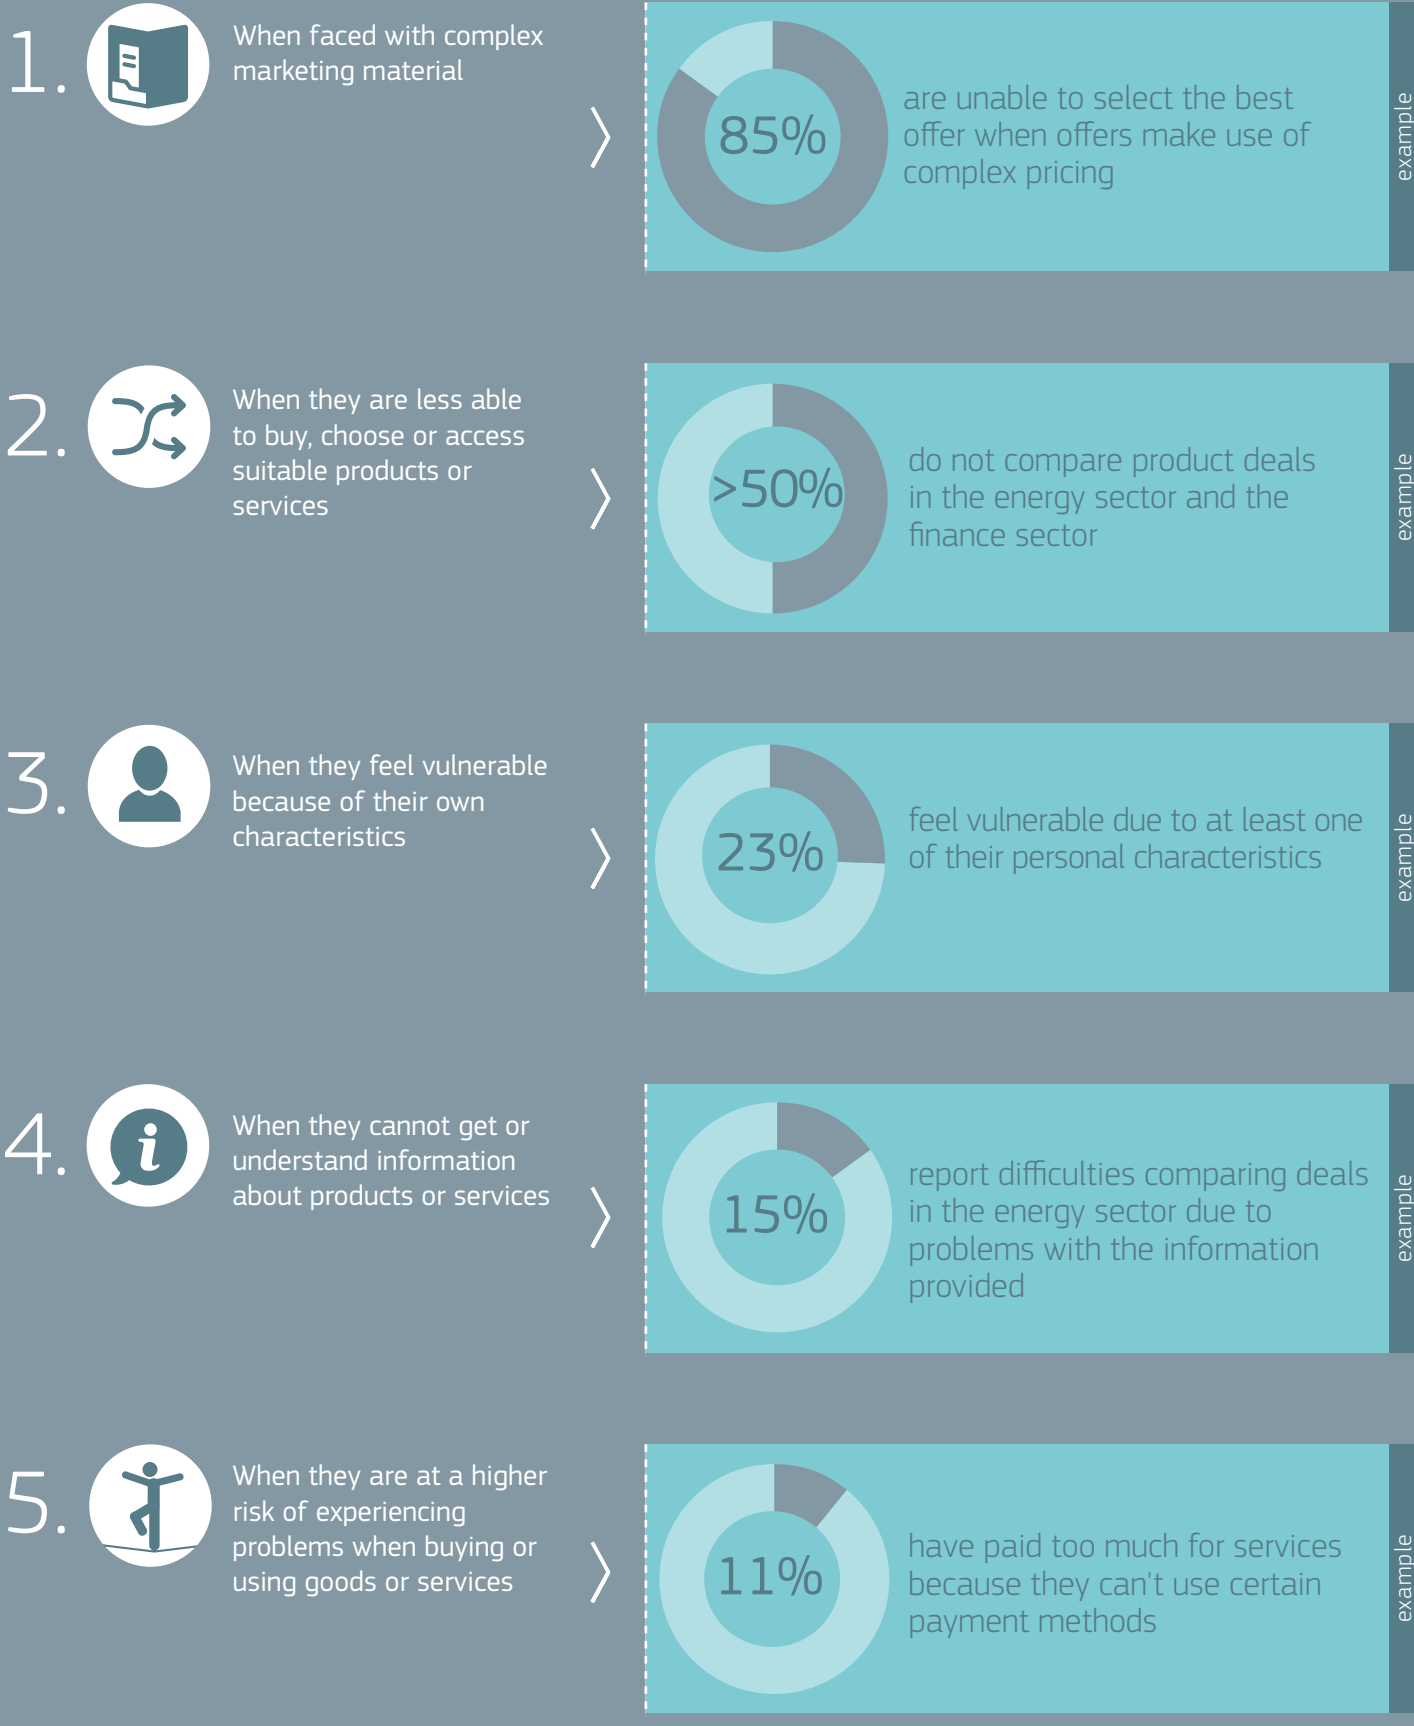 1.
When faced with complex
marketing material
85%
are unable to select the best
offer when offers make use of
complex pricing
example
2.
When they are less able
to buy, choose or access
suitable products or
services
>50%
do not compare product deals
in the energy sector and the
finance sector
example
3.
When they feel vulnerable
because of their own
characteristics
23%
feel vulnerable due to at least one
of their personal characteristics
example
4.
When they cannot get or
understand information
about products or services
15%
report difficulties comparing deals
in the energy sector due to
problems with the information
provided
example
5.
When they are at a higher
risk of experiencing
problems when buying or
using goods or services
11%
have paid too much for services
because they can't use certain
payment methods
example